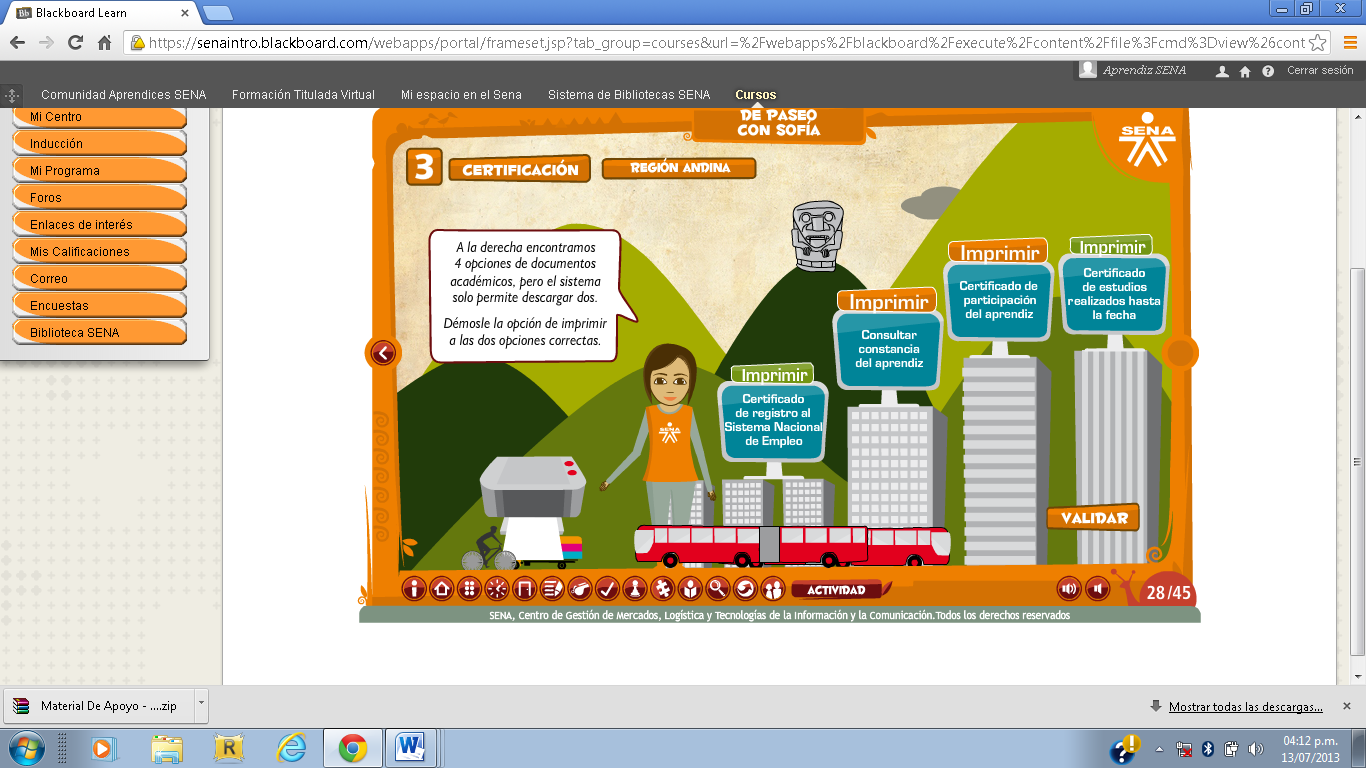 Blackboard Learn
https://senaintro.blackboard.com/webapps/portal/frameset.jsp?tab_group=courses&url=%2Fwebapps%2Fblackboard%2Fexecute%2Fcontent%2Ffile%3Fcmd%3Dview%26cont
Aprendiz SENA
Cerrar sesión
Comunidad Aprendices SENA
Formación Titulada Virtual
Mi espacio en el Sena
Sistema de Bibliotecas SENA
Cursos
Mi Centro
Inducción
Mi Programa
Foros
Enlaces de interés
Mis Calificaciones
Correo
Encuestas
Biblioteca SENA
DE PASEO
CON SOFÍA
SENA
3
CERTIFICACIÓN
REGIÓN ANDINA
A la derecha encontramos
4 opciones de documentos
académicos, pero el sistema
solo permite descargar dos.
Démosle la opción de imprimir
a las dos opciones correctas.
SENA
Imprimir
Certificado
de registro al
Sistema Nacional
de Empleo
Imprimir
Consultar
constancia
del aprendiz
Imprimir
Certificado de
participación
del aprendiz
Imprimir
Certificado
de estudios
realizados hasta
la fecha
VALIDAR
ACTIVIDAD
28/45
SENA, Centro de Gestión de Mercados, Logística y Tecnologías de la Información y la Comunicación.Todos los derechos reservados
Material De Apoyo - ....zip
Mostrar todas las descargas...
04:12 p.m.
13/07/2013